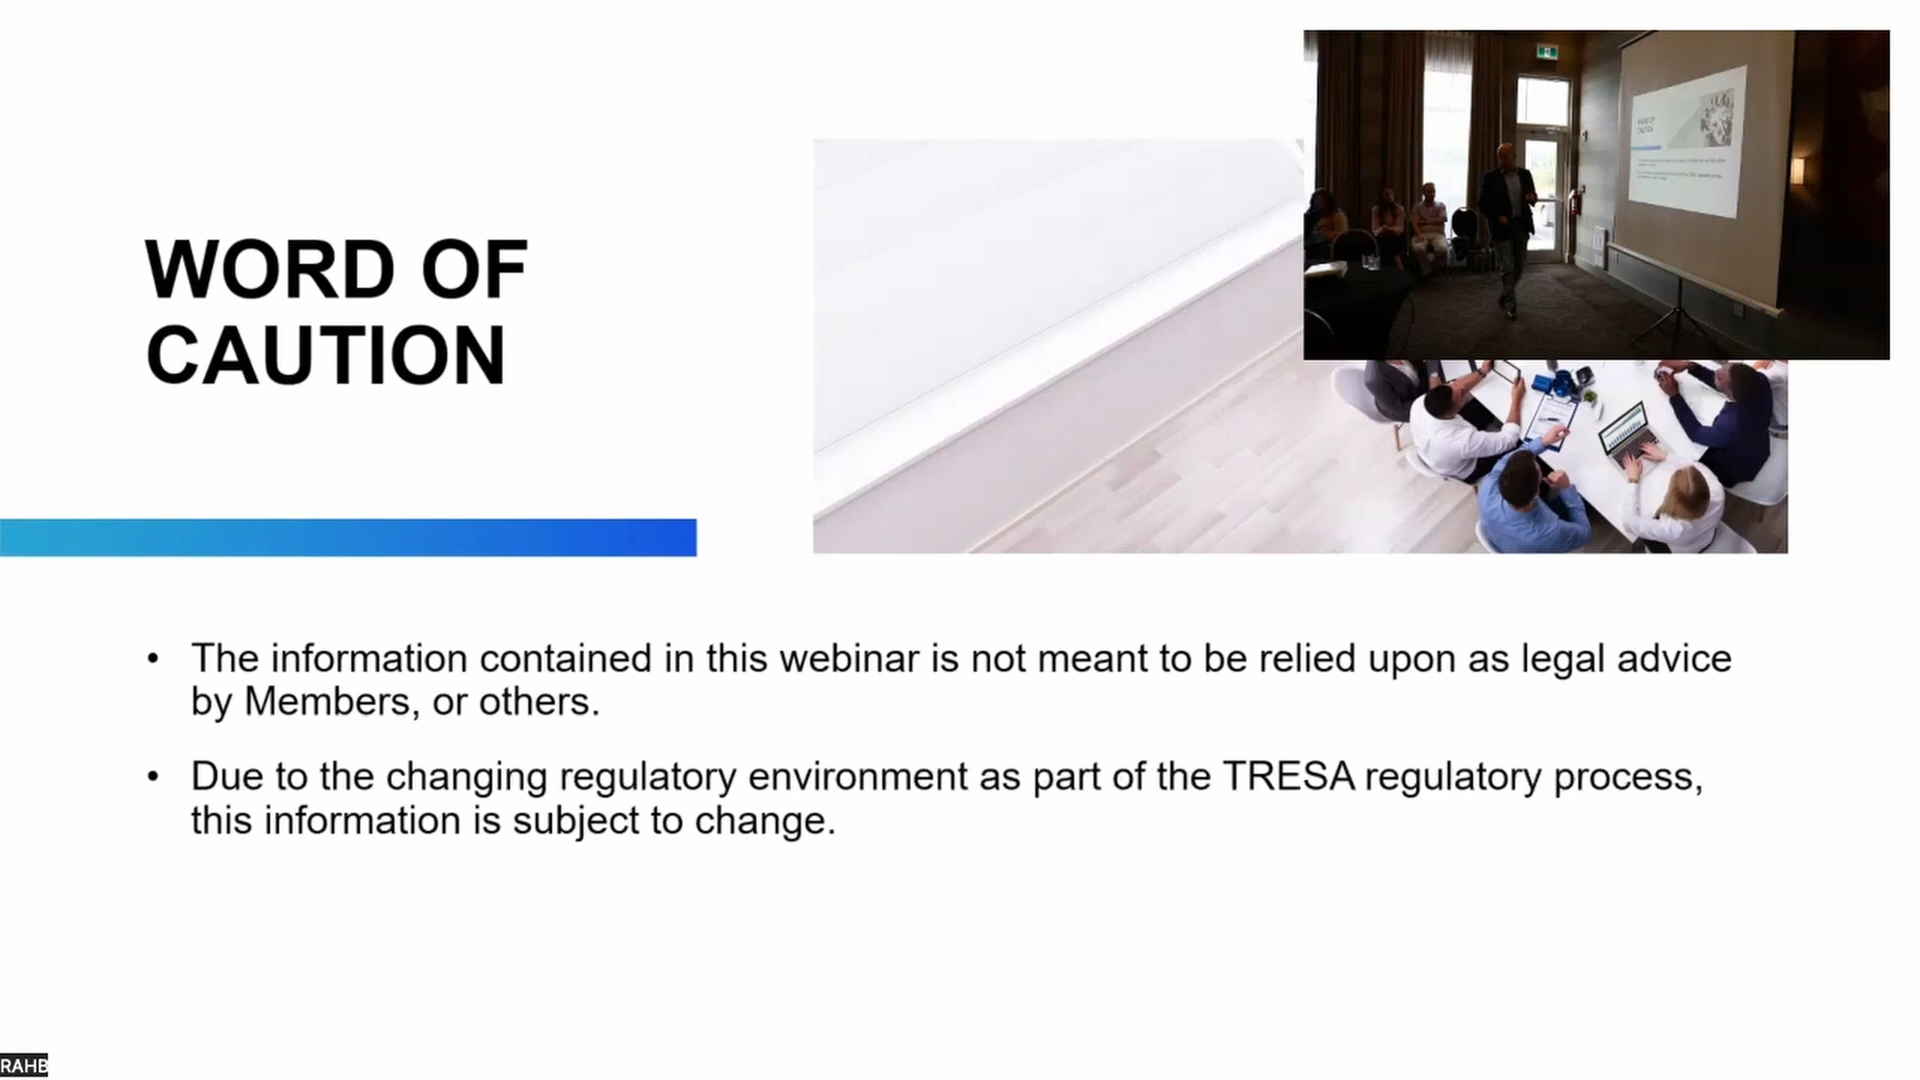 WORD OF
CAUTION
• The information contained in this webinar is not meant to be relied upon as legal advice
by Members, or others.
• Due to the changing regulatory environment as part of the TRESA regulatory process,
this information is subject to change.
RAHB